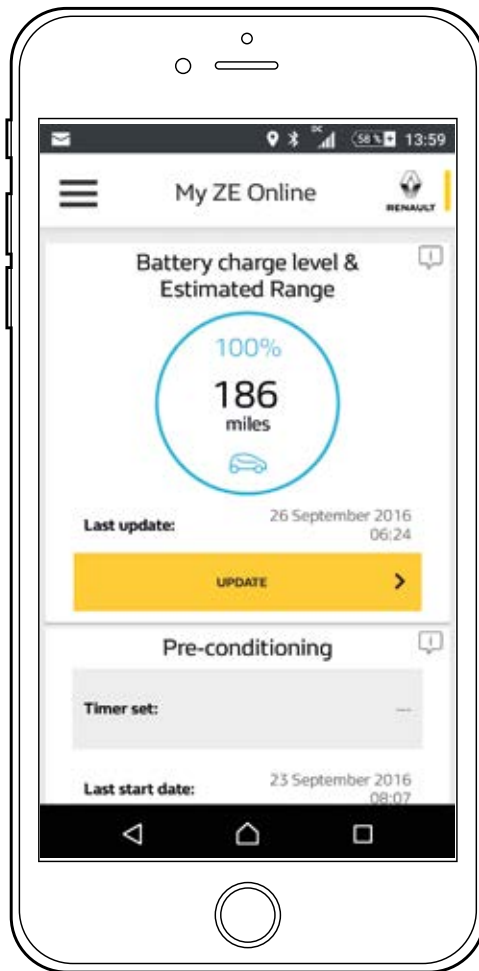 58 % 13:59
My ZE Online
RENAULT
Battery charge level &
Estimated Range
100%
186
miles
Last update:
26 September 2016
06:24
UPDATE
Pre-conditioning
Timer set:
---
Last start date:
23 September 2016
08:07